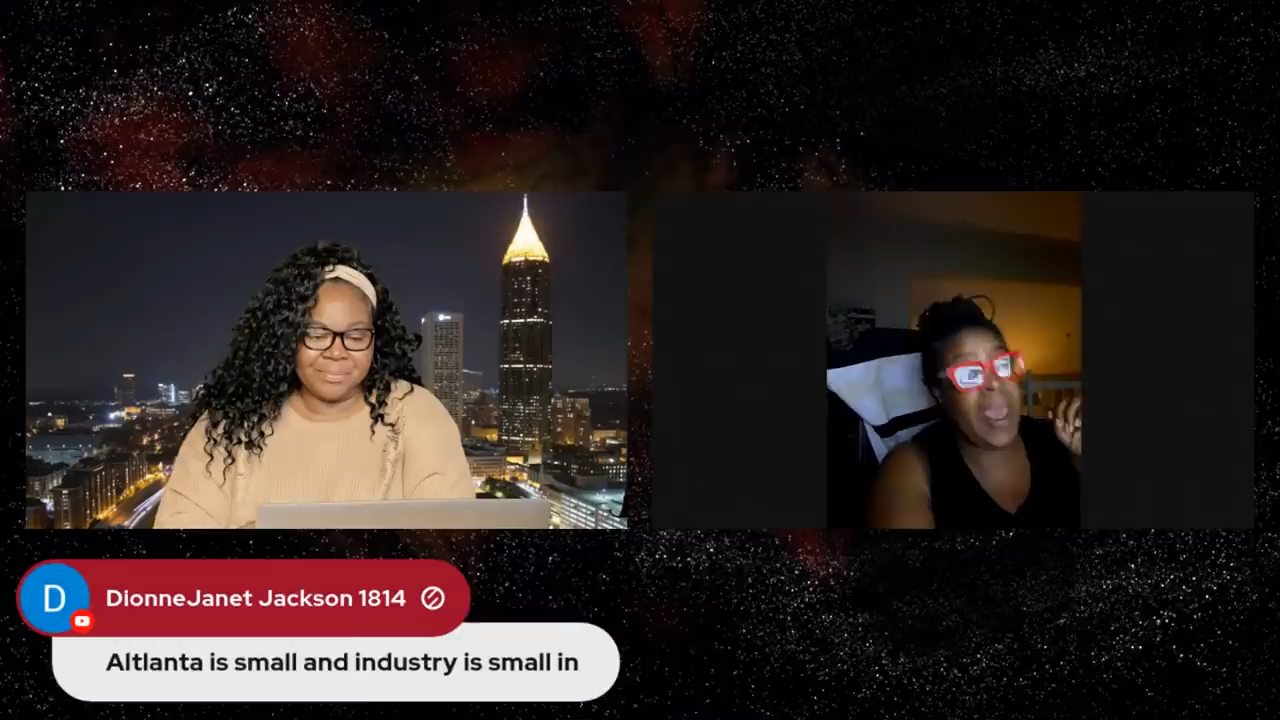 D DionneJanet Jackson 1814
Altlanta is small and industry is small in